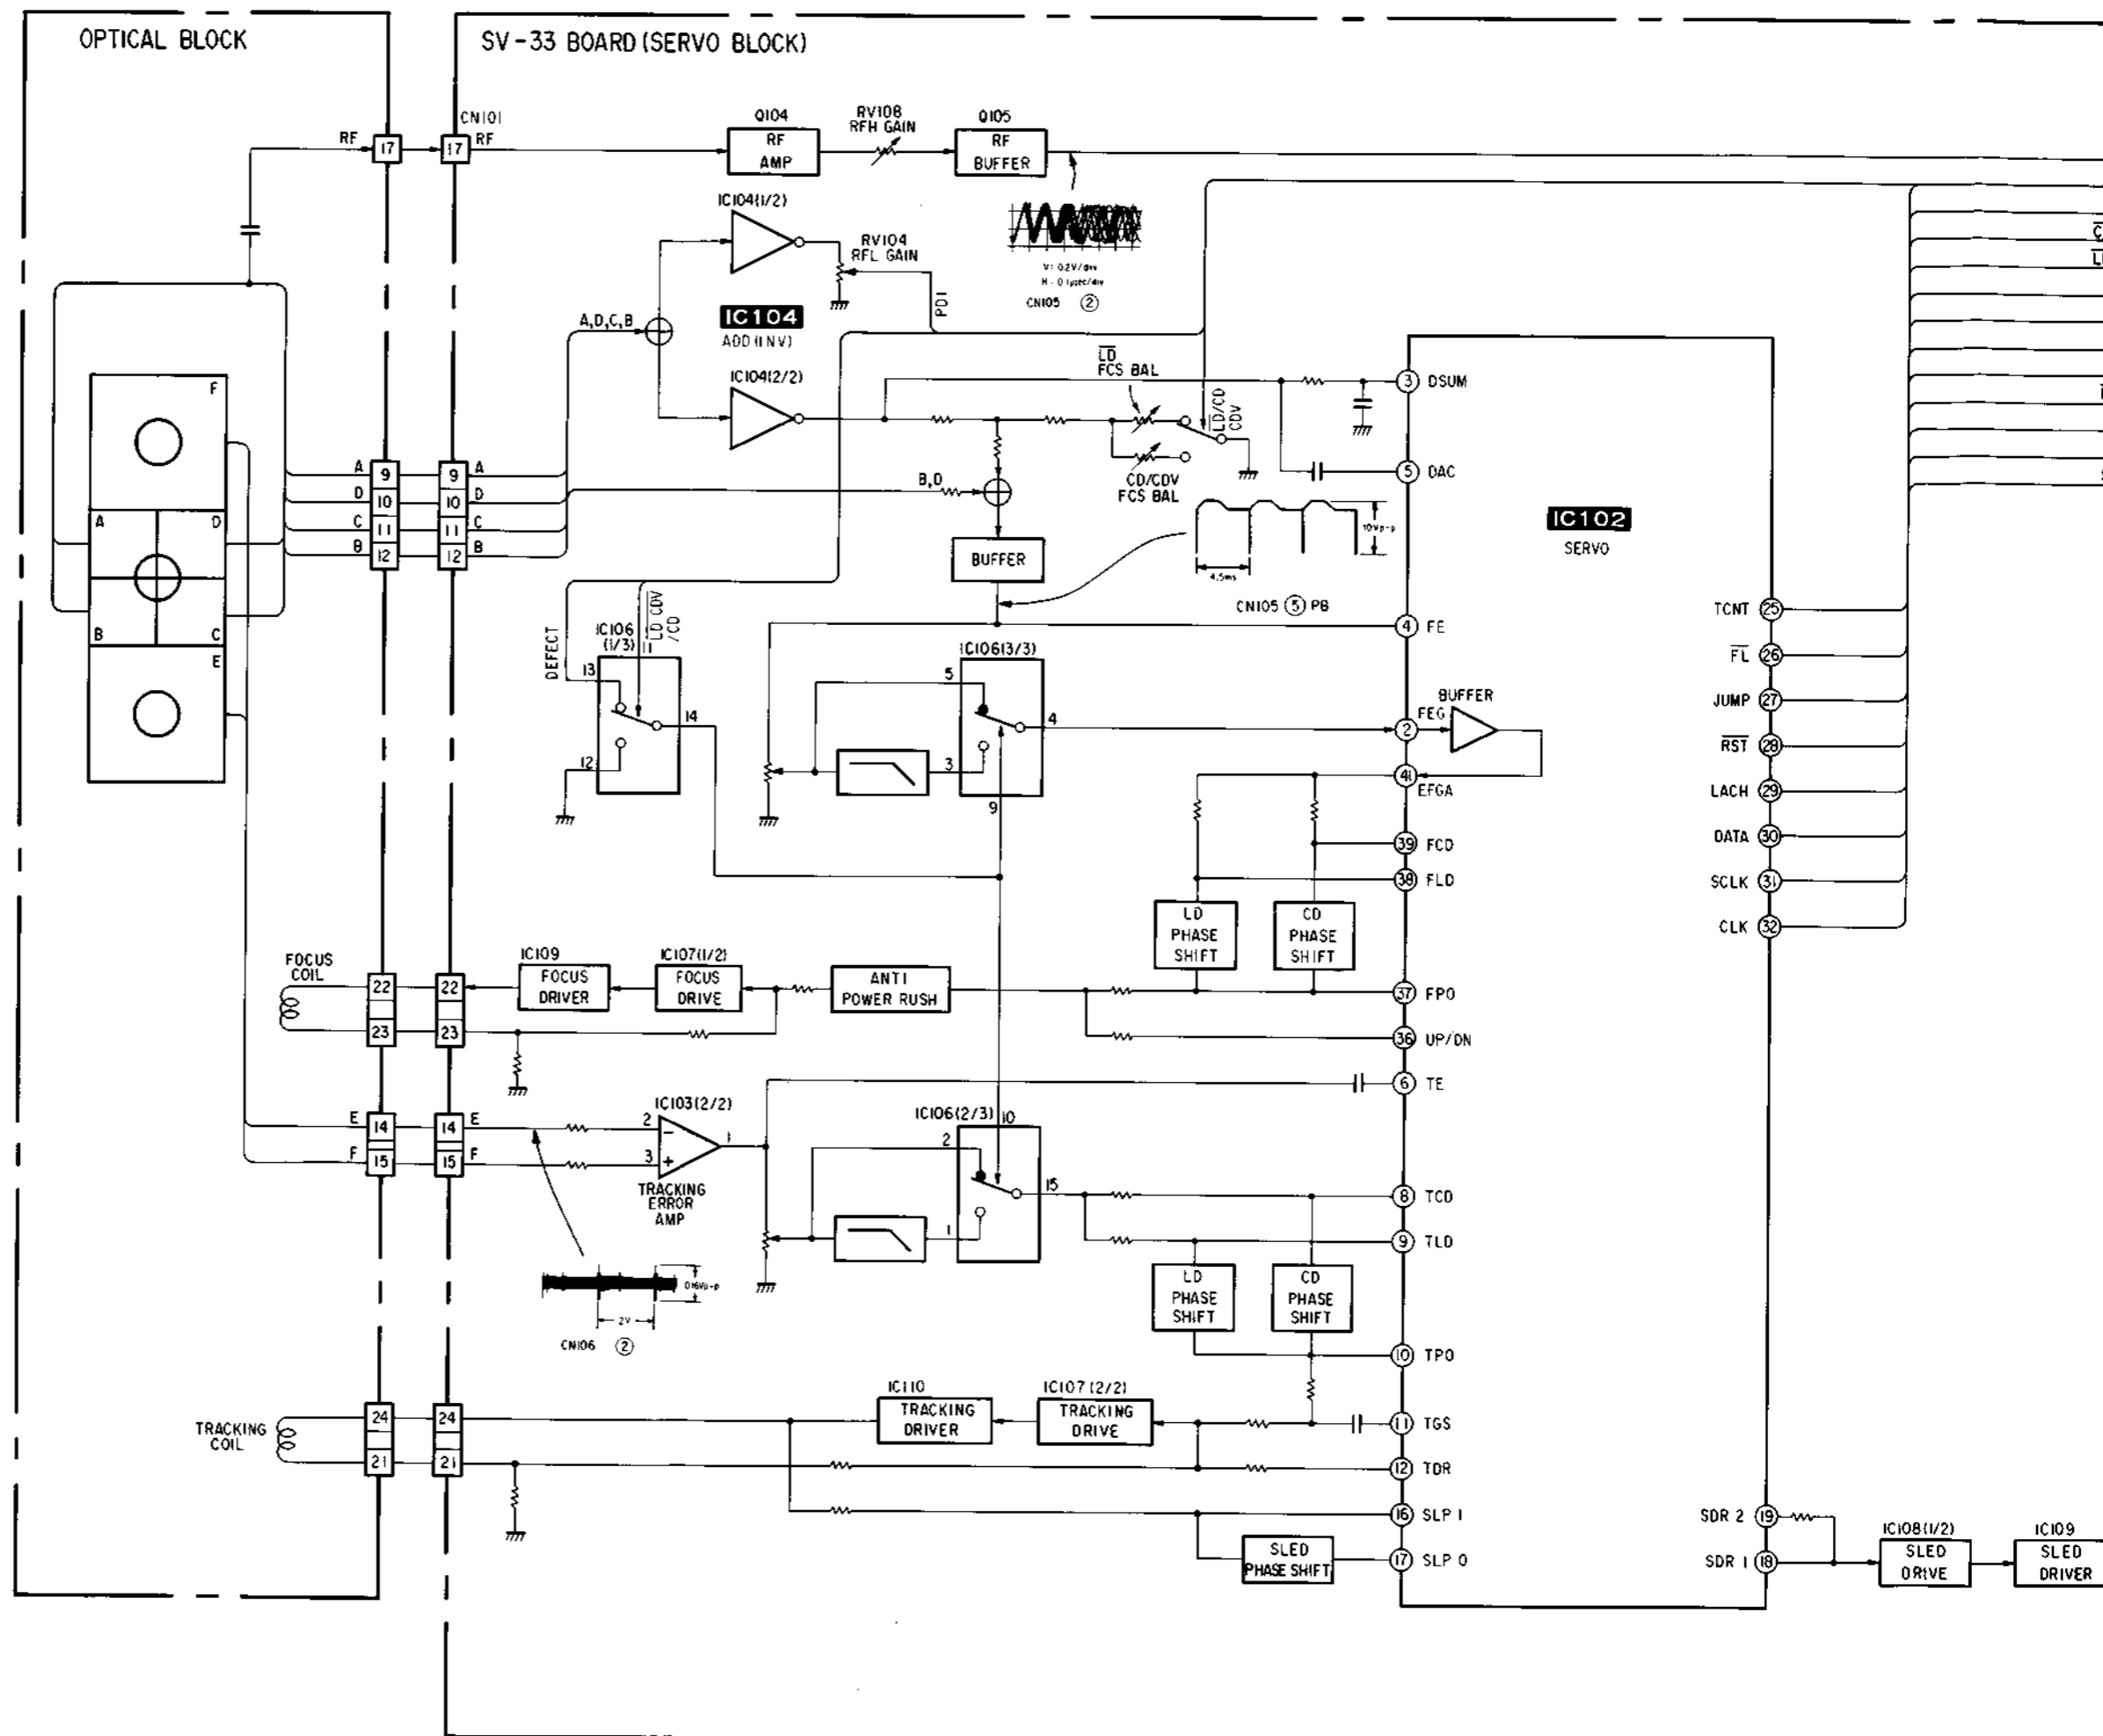 OPTICAL BLOCK
SV-33 BOARD (SERVO BLOCK)
CN101
RF 17
17 RF
Q104
RF
AMP
RV108
RFH GAIN
Q105
RF
BUFFER
IC104(1/2)
RV104
RFL GAIN
V: 0.2V/div
H: 0.1μsec/div
CN105 ②
PDI
A,D,C,B
IC104
ADD (INV)
IC104(2/2)
L̅D̅
FCS BAL
L̅D̅/CD
CDV
CD/CDV
FCS BAL
3 DSUM
5 DAC
F
A
D
B
C
E
A 9
D 10
C 11
B 12
9 A
10 D
11 C
12 B
B,D
BUFFER
10Vp-p
4.5ms
CN105 ⑤ PB
IC102
SERVO
4 FE
DEFECT
IC106
(1/3)
11
L̅D̅ C̅D̅V̅
/CD
13
14
12
IC106(3/3)
5
4
3
9
BUFFER
FEG
2
41
EFGA
39 FCD
38 FLD
LD
PHASE
SHIFT
CD
PHASE
SHIFT
37 FPO
36 UP/DN
6 TE
TCNT 25
F̅L̅ 26
JUMP 27
R̅S̅T̅ 28
LACH 29
DATA 30
SCLK 31
CLK 32
FOCUS
COIL
22
23
22
23
IC109
FOCUS
DRIVER
IC107(1/2)
FOCUS
DRIVE
ANTI
POWER RUSH
E 14
F 15
14 E
15 F
IC103(2/2)
2
-
3
+
1
TRACKING
ERROR
AMP
0.16Vp-p
2V
CN106 ②
IC106(2/3)
10
2
15
1
8 TCD
9 TLD
LD
PHASE
SHIFT
CD
PHASE
SHIFT
10 TPO
TRACKING
COIL
24
21
24
21
IC110
TRACKING
DRIVER
IC107(2/2)
TRACKING
DRIVE
11 TGS
12 TDR
16 SLP I
17 SLP O
SLED
PHASE SHIFT
SDR 2 19
SDR 1 18
IC108(1/2)
SLED
DRIVE
IC109
SLED
DRIVER